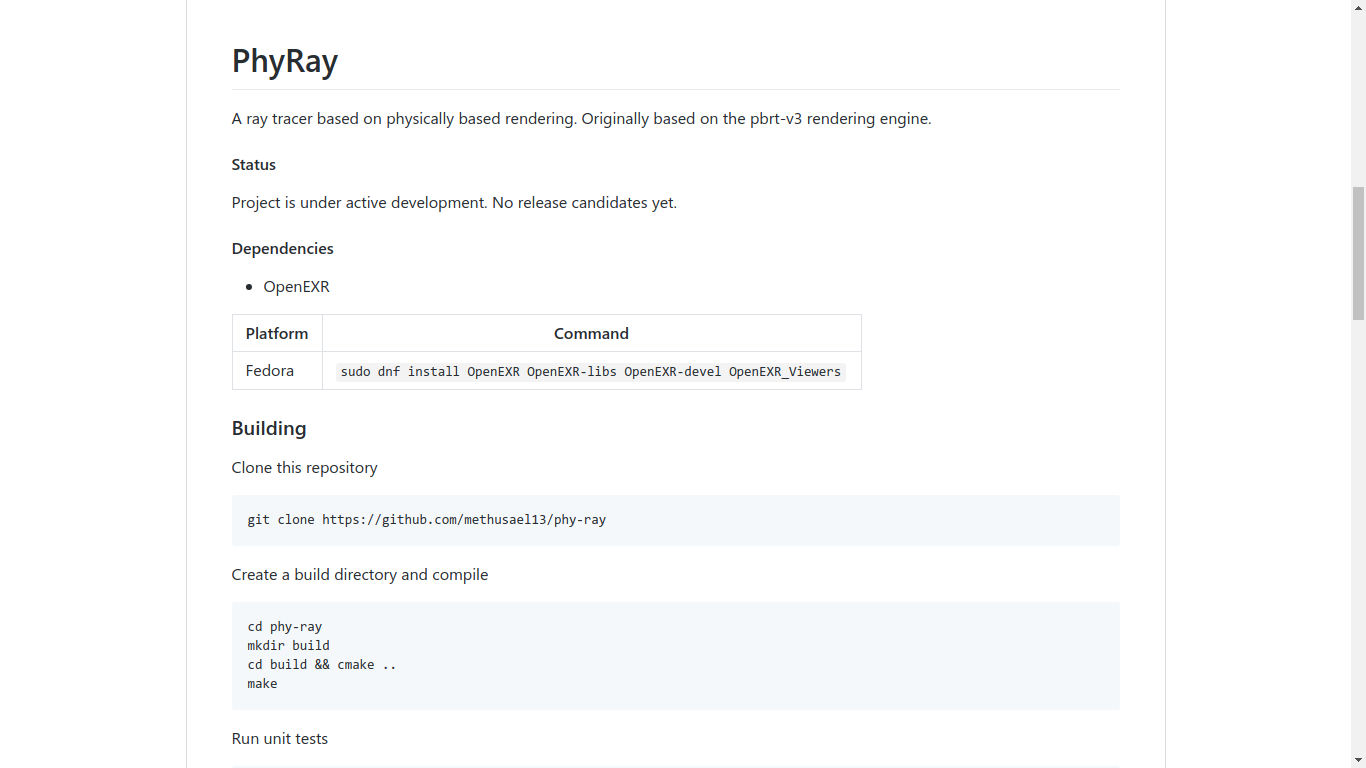 PhyRay
A ray tracer based on physically based rendering. Originally based on the pbrt-v3 rendering engine.
Status
Project is under active development. No release candidates yet.
Dependencies
• OpenEXR
Platform Command
Fedora sudo dnf install OpenEXR OpenEXR-libs OpenEXR-devel OpenEXR_Viewers
Building
Clone this repository
git clone https://github.com/methusael13/phy-ray
Create a build directory and compile
cd phy-ray
mkdir build
cd build && cmake ..
make
Run unit tests